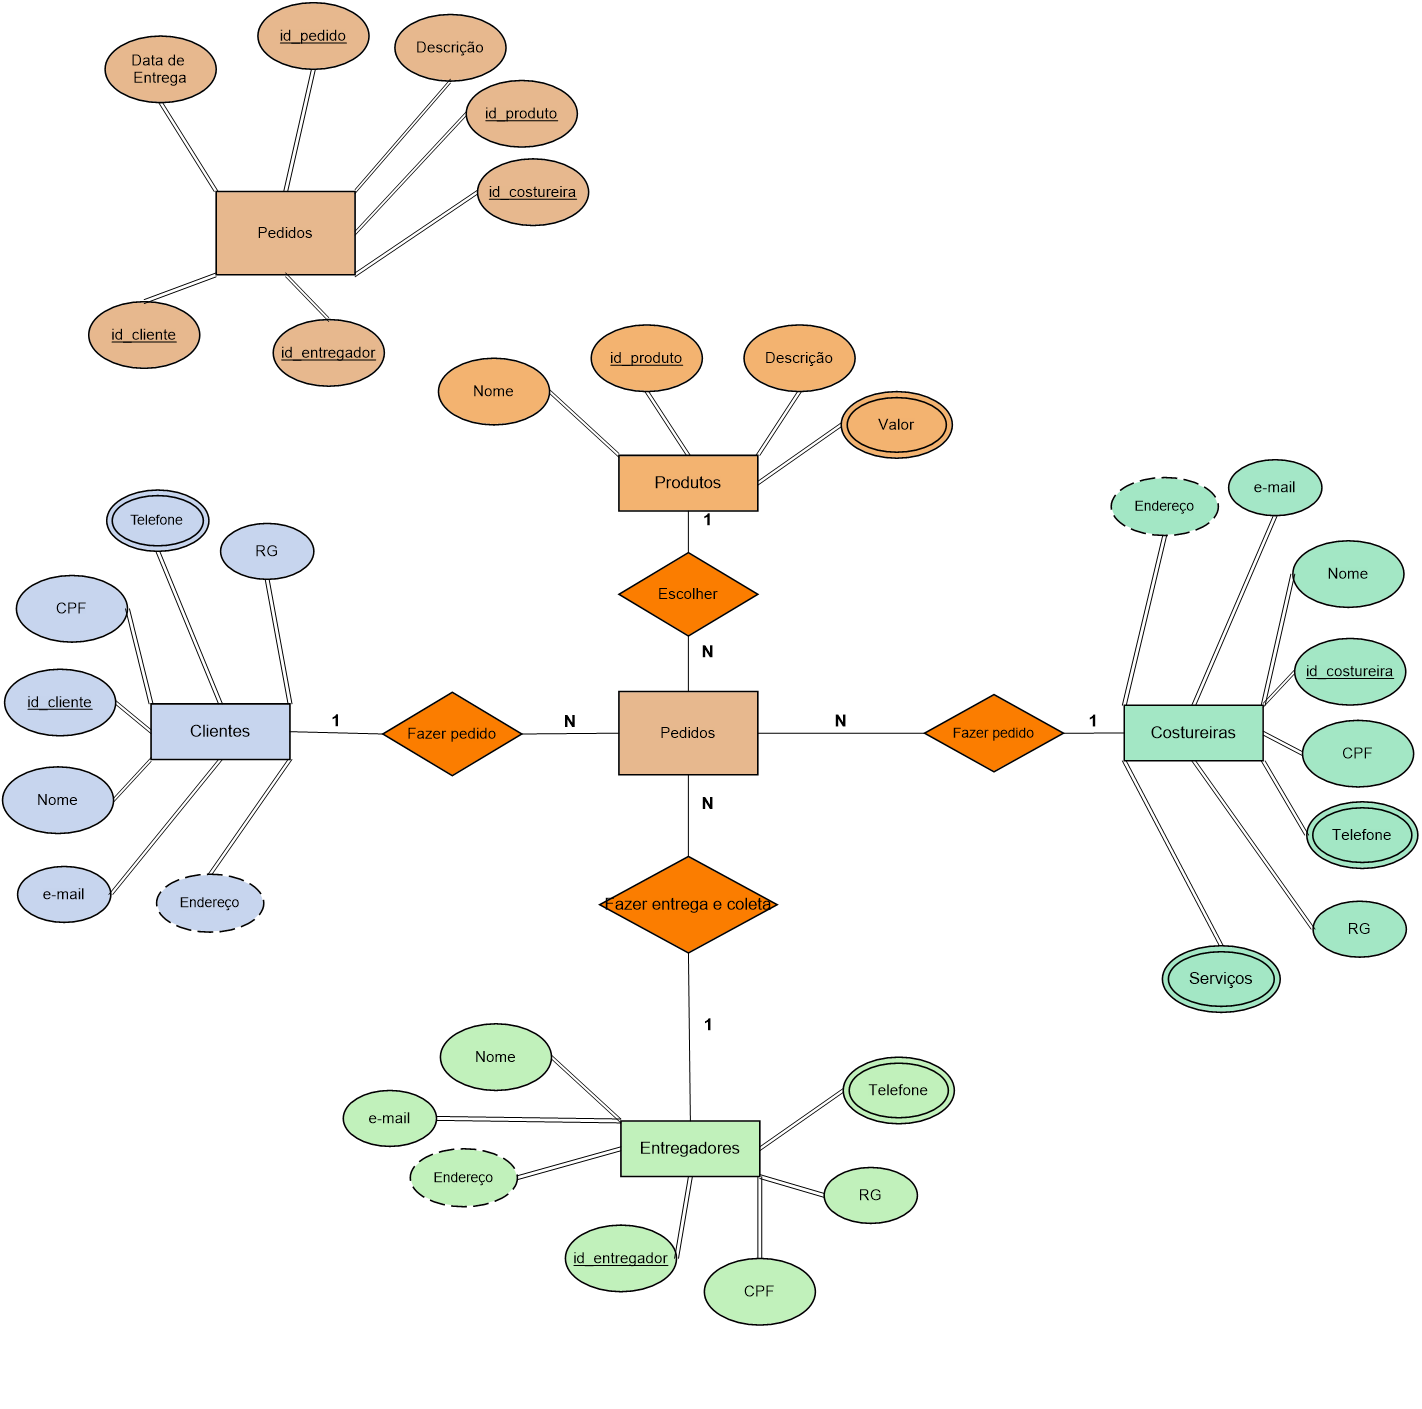 id_pedido
Descrição
Data de
Entrega
id_produto
id_costureira
Pedidos
id_cliente
id_entregador
Nome
id_produto
Descrição
Valor
Produtos
1
Escolher
N
Telefone
RG
CPF
id_cliente
Clientes
Nome
e-mail
Endereço
1
Fazer pedido
N
Pedidos
N
Fazer pedido
1
Endereço
e-mail
Nome
id_costureira
Costureiras
CPF
Telefone
RG
Serviços
N
Fazer entrega e coleta
1
Nome
e-mail
Endereço
Entregadores
Telefone
RG
id_entregador
CPF